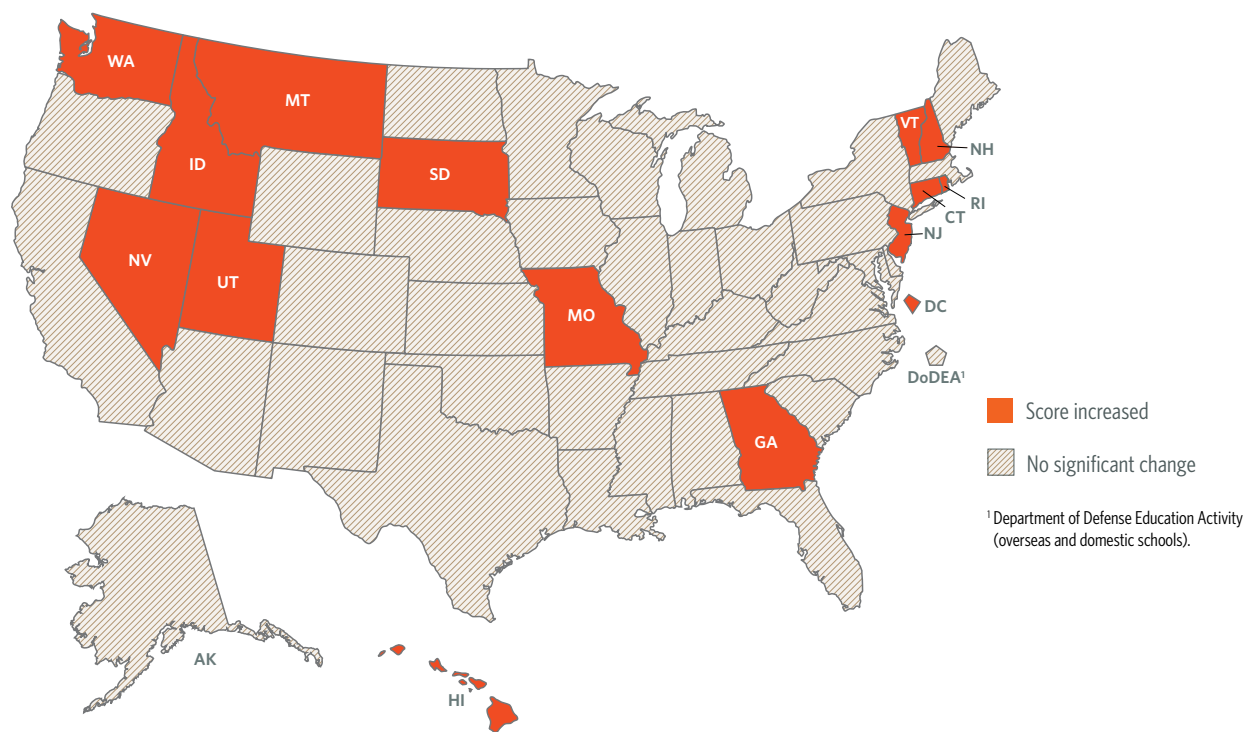 WA
MT
VT
NH
ID
SD
RI
CT
NJ
NV
UT
DC
MO
DoDEA¹
Score increased
GA
No significant change
¹ Department of Defense Education Activity
(overseas and domestic schools).
AK
HI